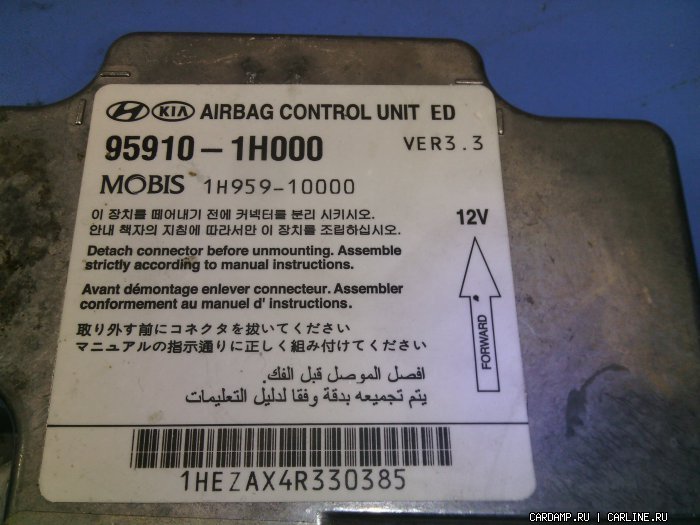 HYUNDAI KIA AIRBAG CONTROL UNIT ED
95910-1H000 VER3.3
MOBIS 1H959-10000
이 장치를 떼어내기 전에 커넥터를 분리 시키시오.
안내 책자의 지침에 따라서만 이 장치를 조립하십시오.
12V
Detach connector before unmounting. Assemble
strictly according to manual instructions.
Avant démontage enlever connecteur. Assembler
conformement au manuel d' instructions.
FORWARD
取り外す前にコネクタを抜いてください
マニュアルの指示通りに正しく組み付けてください
افصل الموصل قبل الفك.
يتم تجميعه بدقة وفقا لدليل التعليمات
1HEZAX4R330385
CARDAMP.RU | CARLINE.RU